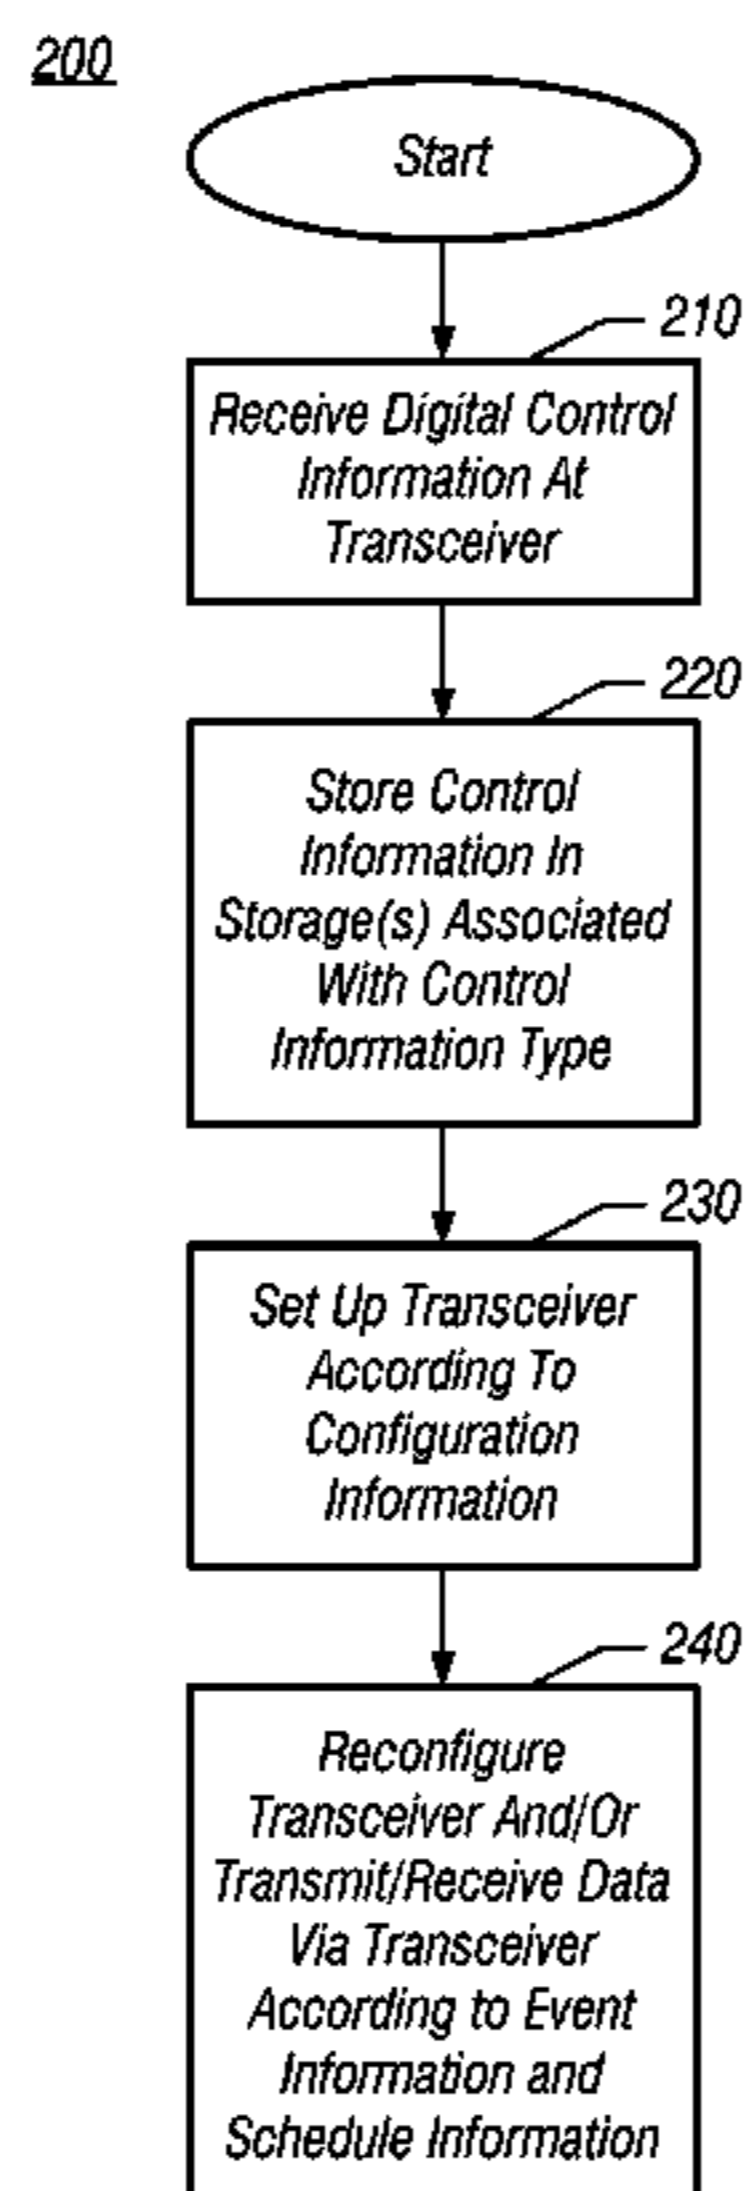 200
Start
210
Receive Digital Control
Information At
Transceiver
220
Store Control
Information In
Storage(s) Associated
With Control
Information Type
230
Set Up Transceiver
According To
Configuration
Information
240
Reconfigure
Transceiver And/Or
Transmit/Receive Data
Via Transceiver
According to Event
Information and
Schedule Information